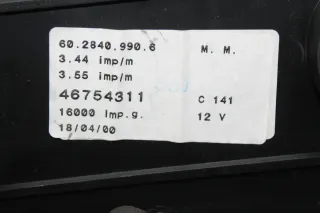 60.2840.990.6 M. M.
3.44 imp/m
3.55 imp/m
46754311 C 141
16000 Imp.g. 12 V
18/04/00